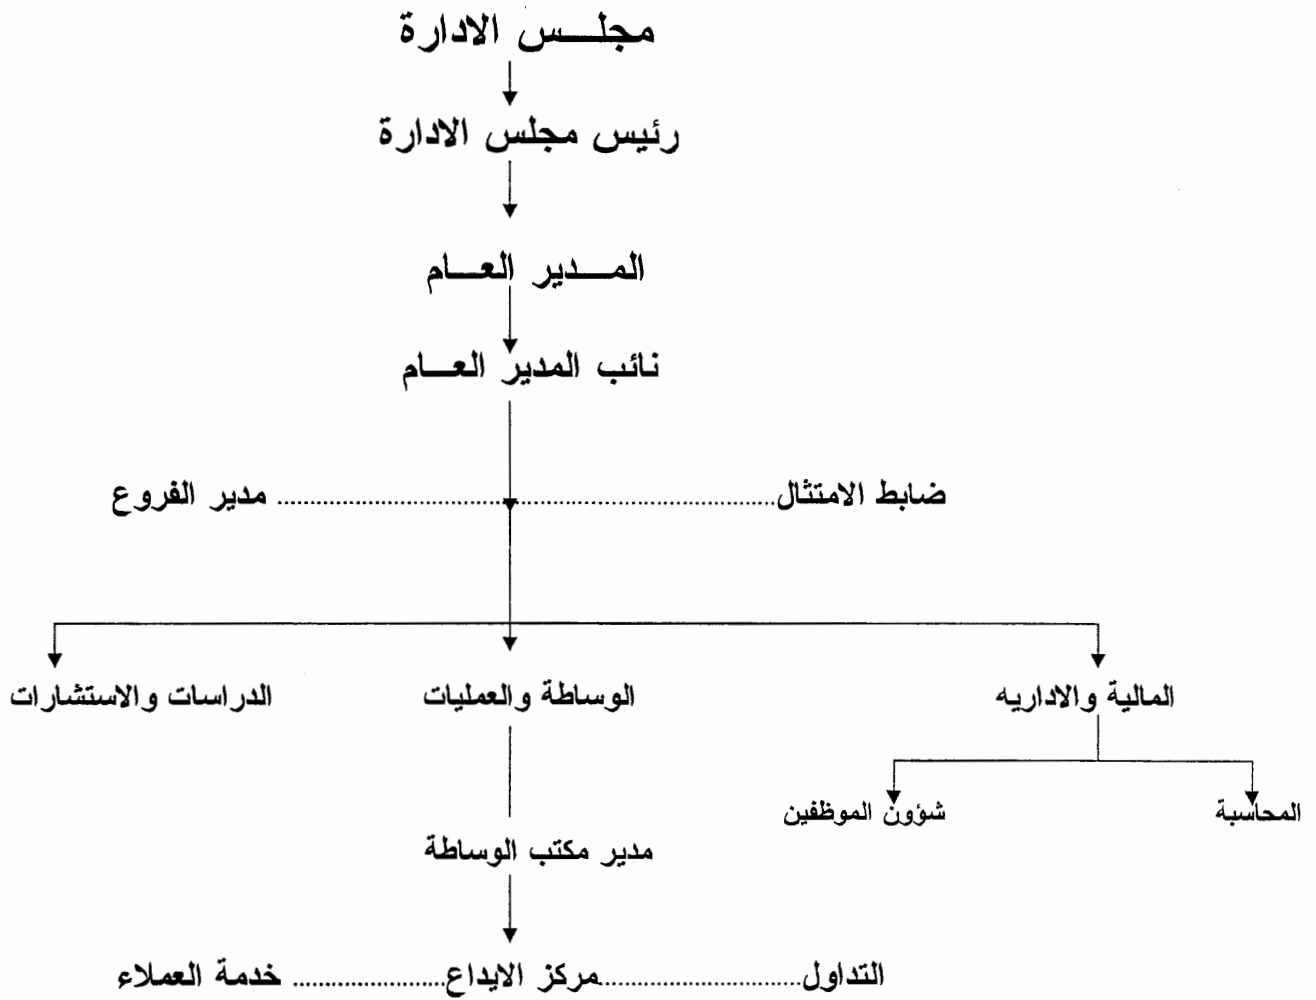 مجلـــس الادارة
رئيس مجلس الادارة
المـــدير العـــام
نائب المدير العـــام
ضابط الامتثال......................................................................... مدير الفروع
المالية والاداريه
الوساطة والعمليات
الدراسات والاستشارات
المحاسبة
شؤون الموظفين
مدير مكتب الوساطة
التداول.............................مركز الايداع...................... خدمة العملاء